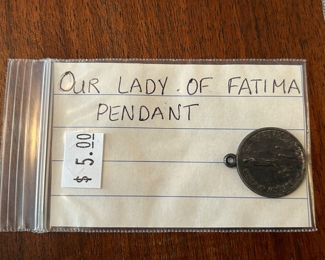 OUR LADY. OF FATIMA
PENDANT
$ 5.00